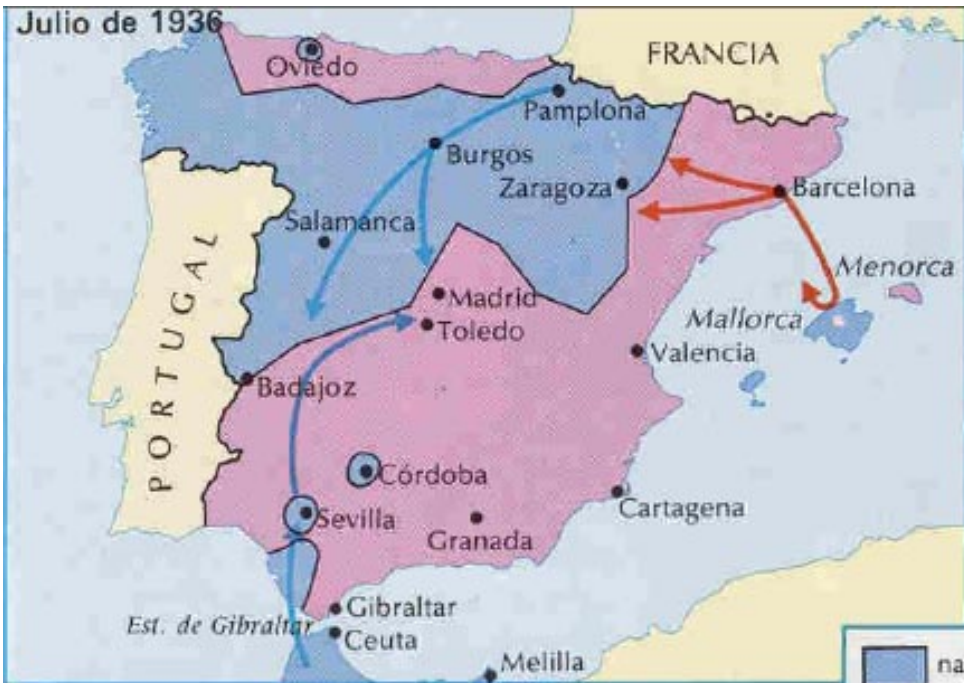 Julio de 1936
FRANCIA
Oviedo
Pamplona
Burgos
Zaragoza
Barcelona
Salamanca
Menorca
Madrid
Mallorca
Toledo
Valencia
PORTUGAL
Badajoz
Córdoba
Sevilla
Cartagena
Granada
Gibraltar
Est. de Gibraltar
Ceuta
Melilla
na